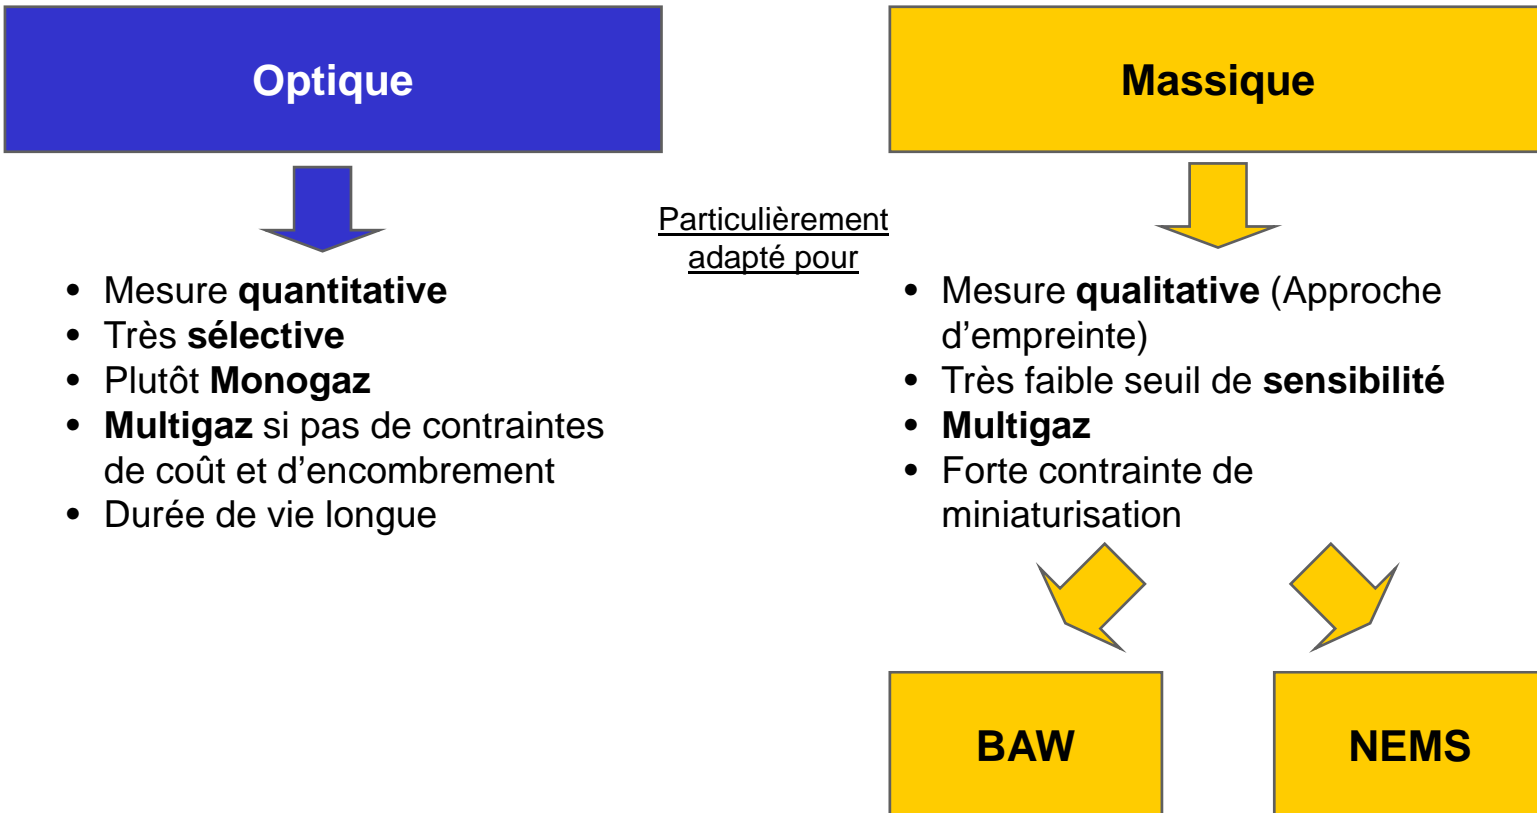 Optique
Massique
Particulièrement
adapté pour
• Mesure quantitative
• Très sélective
• Plutôt Monogaz
• Multigaz si pas de contraintes
de coût et d'encombrement
• Durée de vie longue
• Mesure qualitative (Approche
d'empreinte)
• Très faible seuil de sensibilité
• Multigaz
• Forte contrainte de
miniaturisation
BAW
NEMS